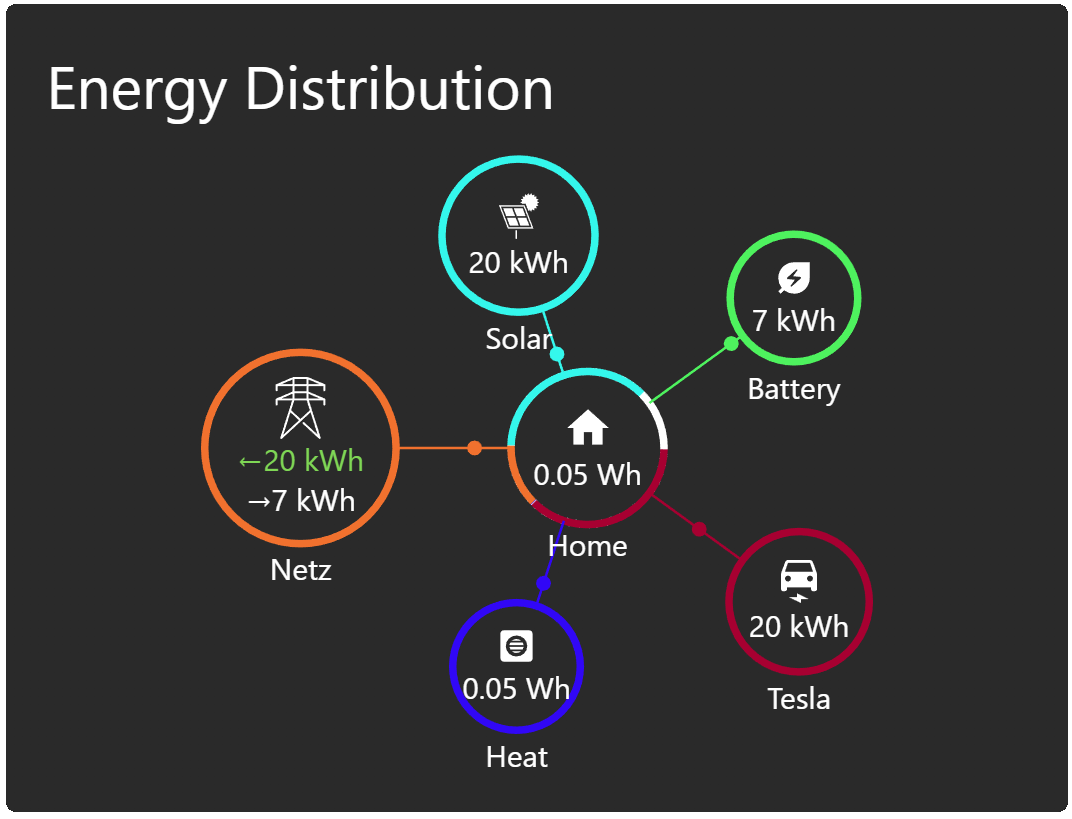 Energy Distribution
20 kWh
Solar
7 kWh
Battery
←20 kWh
→7 kWh
Netz
0.05 Wh
Home
20 kWh
Tesla
0.05 Wh
Heat